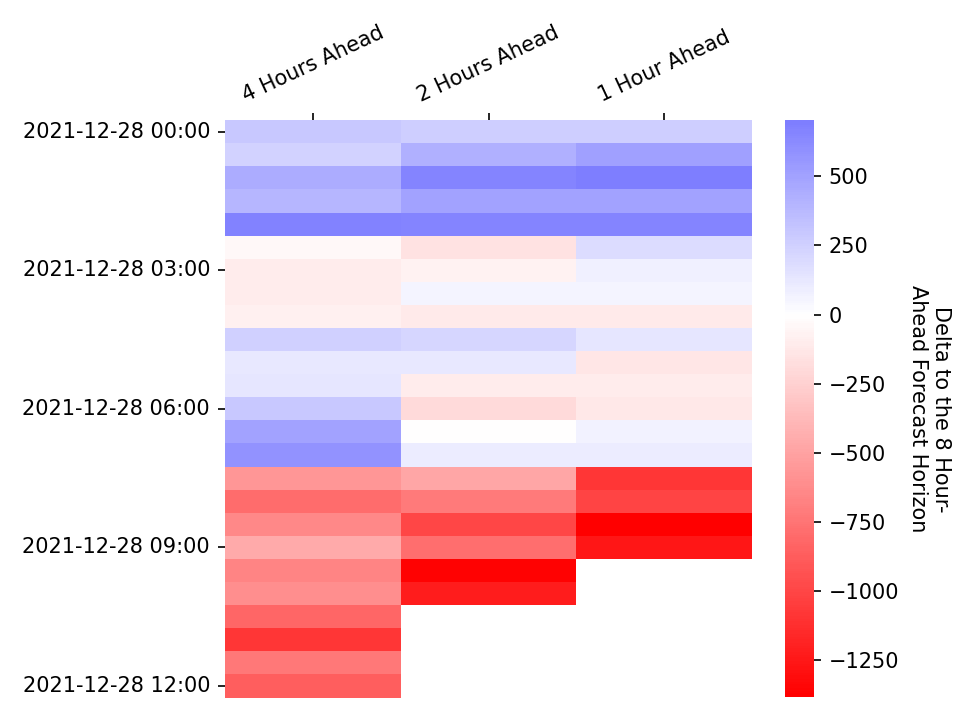 4 Hours Ahead
2 Hours Ahead
1 Hour Ahead
2021-12-28 00:00
2021-12-28 03:00
2021-12-28 06:00
2021-12-28 09:00
2021-12-28 12:00
500
250
0
−250
−500
−750
−1000
−1250
Delta to the 8 Hour-
Ahead Forecast Horizon